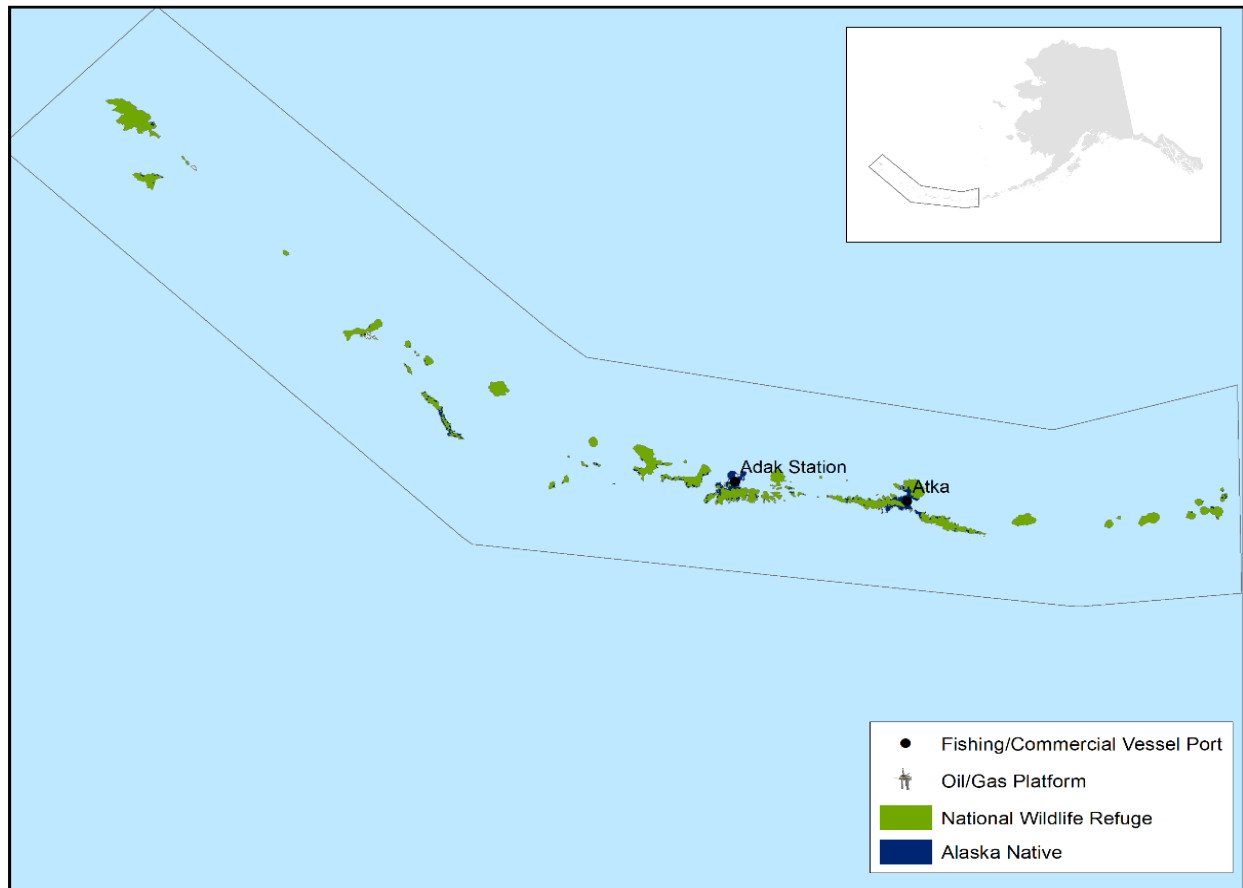 Adak Station
Atka
Fishing/Commercial Vessel Port
Oil/Gas Platform
National Wildlife Refuge
Alaska Native